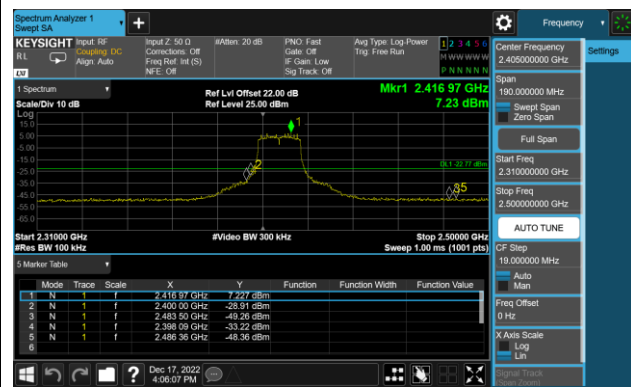 Spectrum Analyzer 1
Swept SA
Frequency
KEYSIGHT
RL
LXI
Input: RF
Coupling: DC
Align: Auto
Input Z: 50 Ω
Corrections: Off
Freq Ref: Int (S)
NFE: Off
#Atten: 20 dB
PNO: Fast
Gate: Off
IF Gain: Low
Sig Track: Off
Avg Type: Log-Power
Trig: Free Run
1 2 3 4 5 6
M W W W W W
P N N N N N
Center Frequency
2.405000000 GHz
Settings
Span
190.000000 MHz
Swept Span
Zero Span
Full Span
Start Freq
2.310000000 GHz
Stop Freq
2.500000000 GHz
AUTO TUNE
CF Step
19.000000 MHz
Auto
Man
Freq Offset
0 Hz
X Axis Scale
Log
Lin
Signal Track
(Span Zoom)
1 Spectrum
Scale/Div 10 dB
Log
Ref Lvl Offset 22.00 dB
Ref Level 25.00 dBm
Mkr1 2.416 97 GHz
7.23 dBm
15.0
5.00
-5.00
-15.0
-25.0
-35.0
-45.0
-55.0
-65.0
1
2
5
DL1 -22.77 dBm
Start 2.31000 GHz
#Res BW 100 kHz
#Video BW 300 kHz
Stop 2.50000 GHz
Sweep 1.00 ms (1001 pts)
5 Marker Table
Mode Trace Scale X Y Function Function Width Function Value
1 N 1 f 2.416 97 GHz 7.227 dBm
2 N 1 f 2.400 00 GHz -28.91 dBm
3 N 1 f 2.483 50 GHz -49.26 dBm
4 N 1 f 2.398 09 GHz -33.22 dBm
5 N 1 f 2.486 36 GHz -48.36 dBm
6
?
Dec 17, 2022
4:06:07 PM